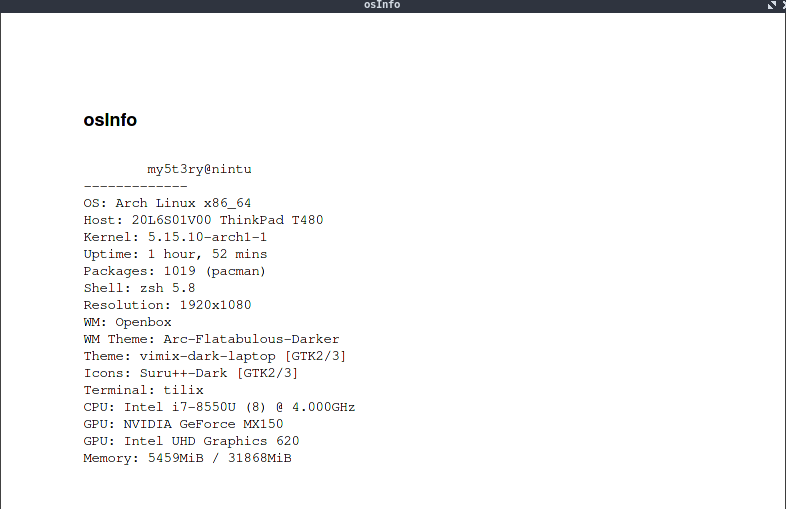 osInfo
osInfo
my5t3ry@nintu
-------------
OS: Arch Linux x86_64
Host: 20L6S01V00 ThinkPad T480
Kernel: 5.15.10-arch1-1
Uptime: 1 hour, 52 mins
Packages: 1019 (pacman)
Shell: zsh 5.8
Resolution: 1920x1080
WM: Openbox
WM Theme: Arc-Flatabulous-Darker
Theme: vimix-dark-laptop [GTK2/3]
Icons: Suru++-Dark [GTK2/3]
Terminal: tilix
CPU: Intel i7-8550U (8) @ 4.000GHz
GPU: NVIDIA GeForce MX150
GPU: Intel UHD Graphics 620
Memory: 5459MiB / 31868MiB